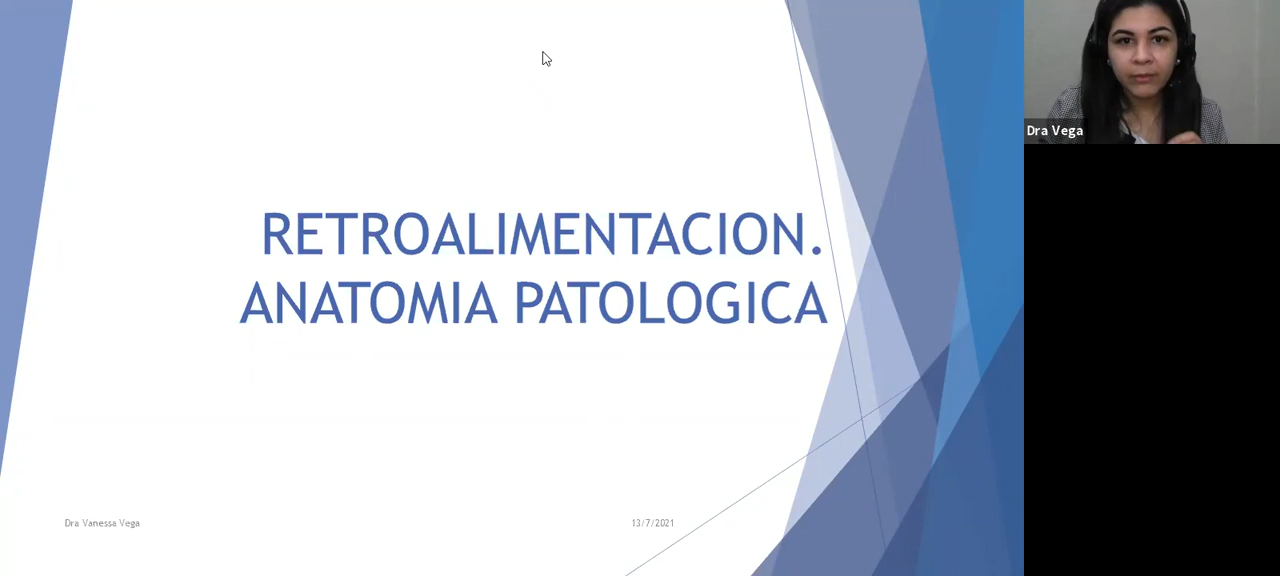 RETROALIMENTACION.
ANATOMIA PATOLOGICA
Dra Vanessa Vega
13/7/2021
Dra Vega